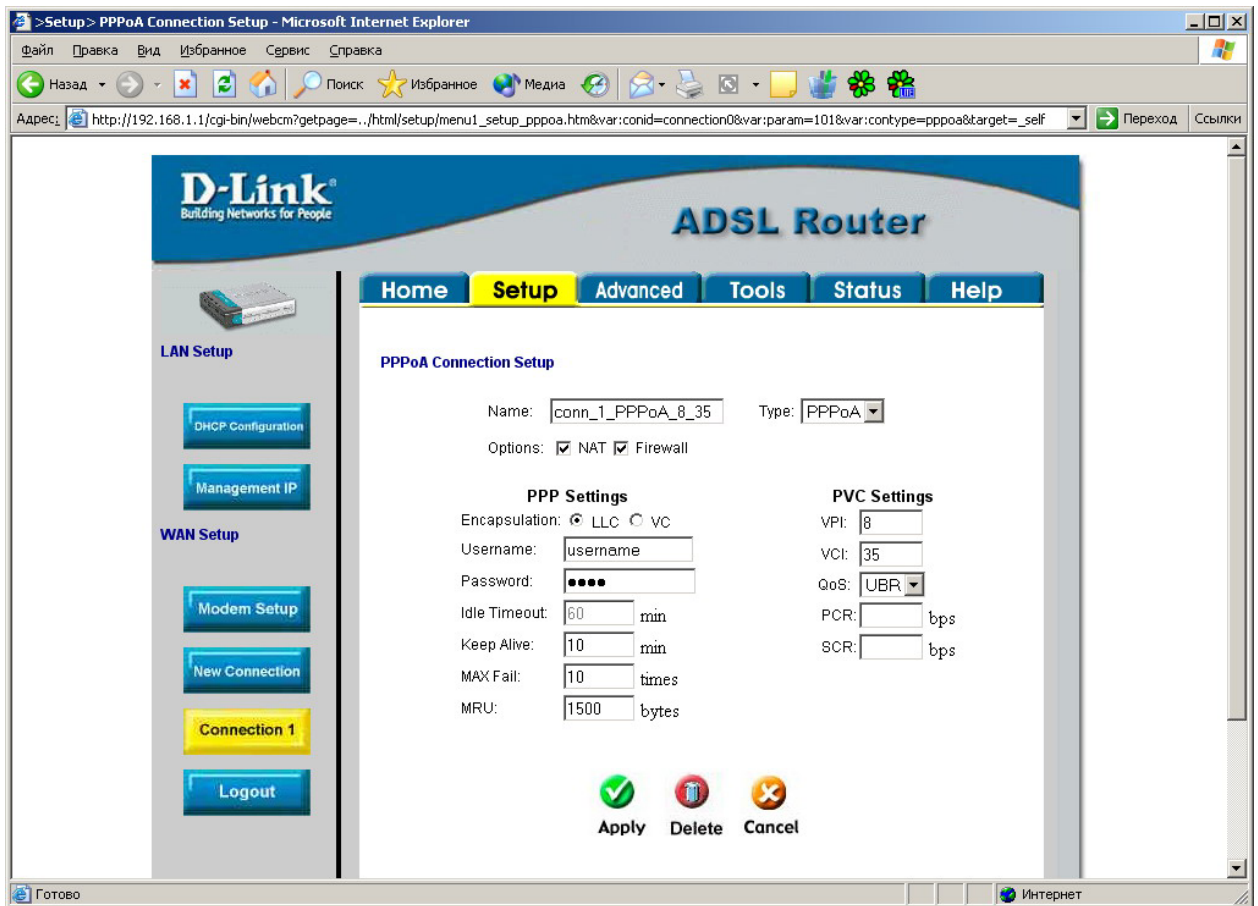 >Setup> PPPoA Connection Setup - Microsoft Internet Explorer
Файл Правка Вид Избранное Сервис Справка
Назад Поиск Избранное Медиа
Адрес: http://192.168.1.1/cgi-bin/webcm?getpage=../html/setup/menu1_setup_pppoa.htm&var:conid=connection0&var:param=101&var:contype=pppoa&target=_self Переход Ссылки
D-Link®
Building Networks for People
ADSL Router
Home Setup Advanced Tools Status Help
LAN Setup
DHCP Configuration
Management IP
WAN Setup
Modem Setup
New Connection
Connection 1
Logout
PPPoA Connection Setup
Name: conn_1_PPPoA_8_35 Type: PPPoA
Options: NAT Firewall
PPP Settings PVC Settings
Encapsulation: LLC VC VPI: 8
Username: username VCI: 35
Password: •••• QoS: UBR
Idle Timeout: 60 min PCR: bps
Keep Alive: 10 min SCR: bps
MAX Fail: 10 times
MRU: 1500 bytes
Apply Delete Cancel
Готово Интернет